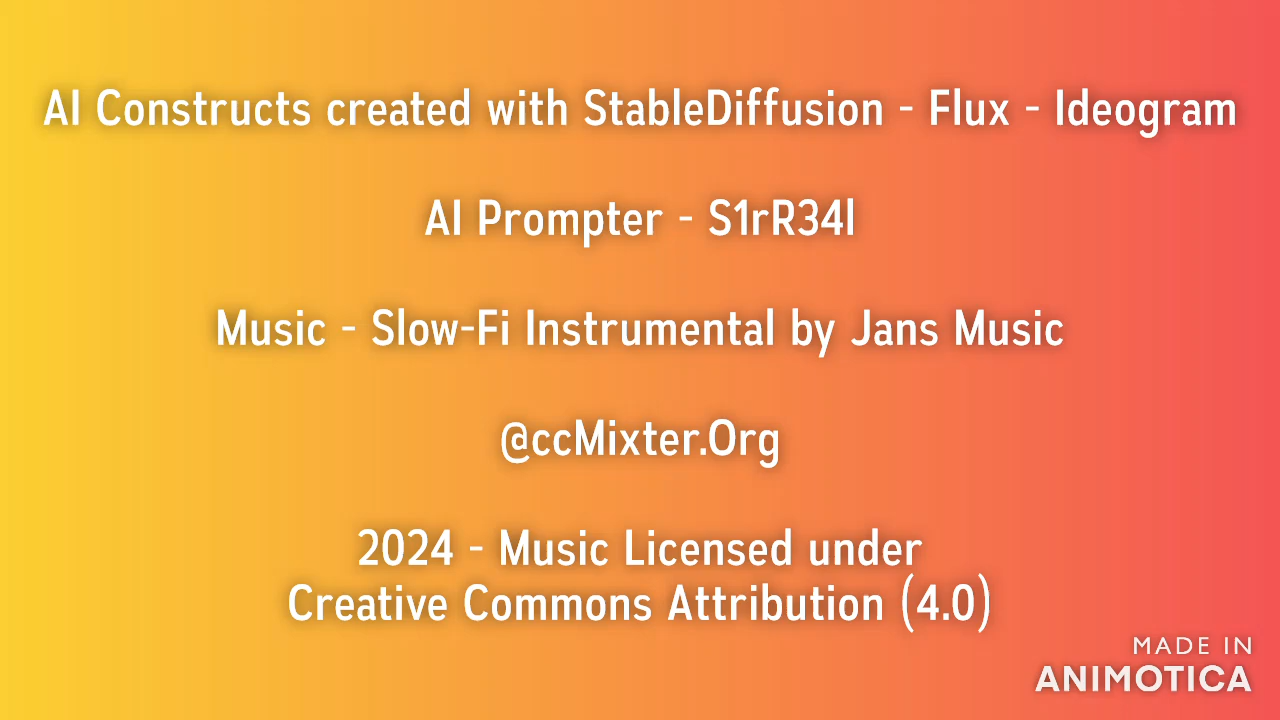 AI Constructs created with StableDiffusion - Flux - Ideogram
AI Prompter - S1rR34l
Music - Slow-Fi Instrumental by Jans Music
@ccMixter.Org
2024 - Music Licensed under
Creative Commons Attribution (4.0)
MADE IN
ANIMOTICA